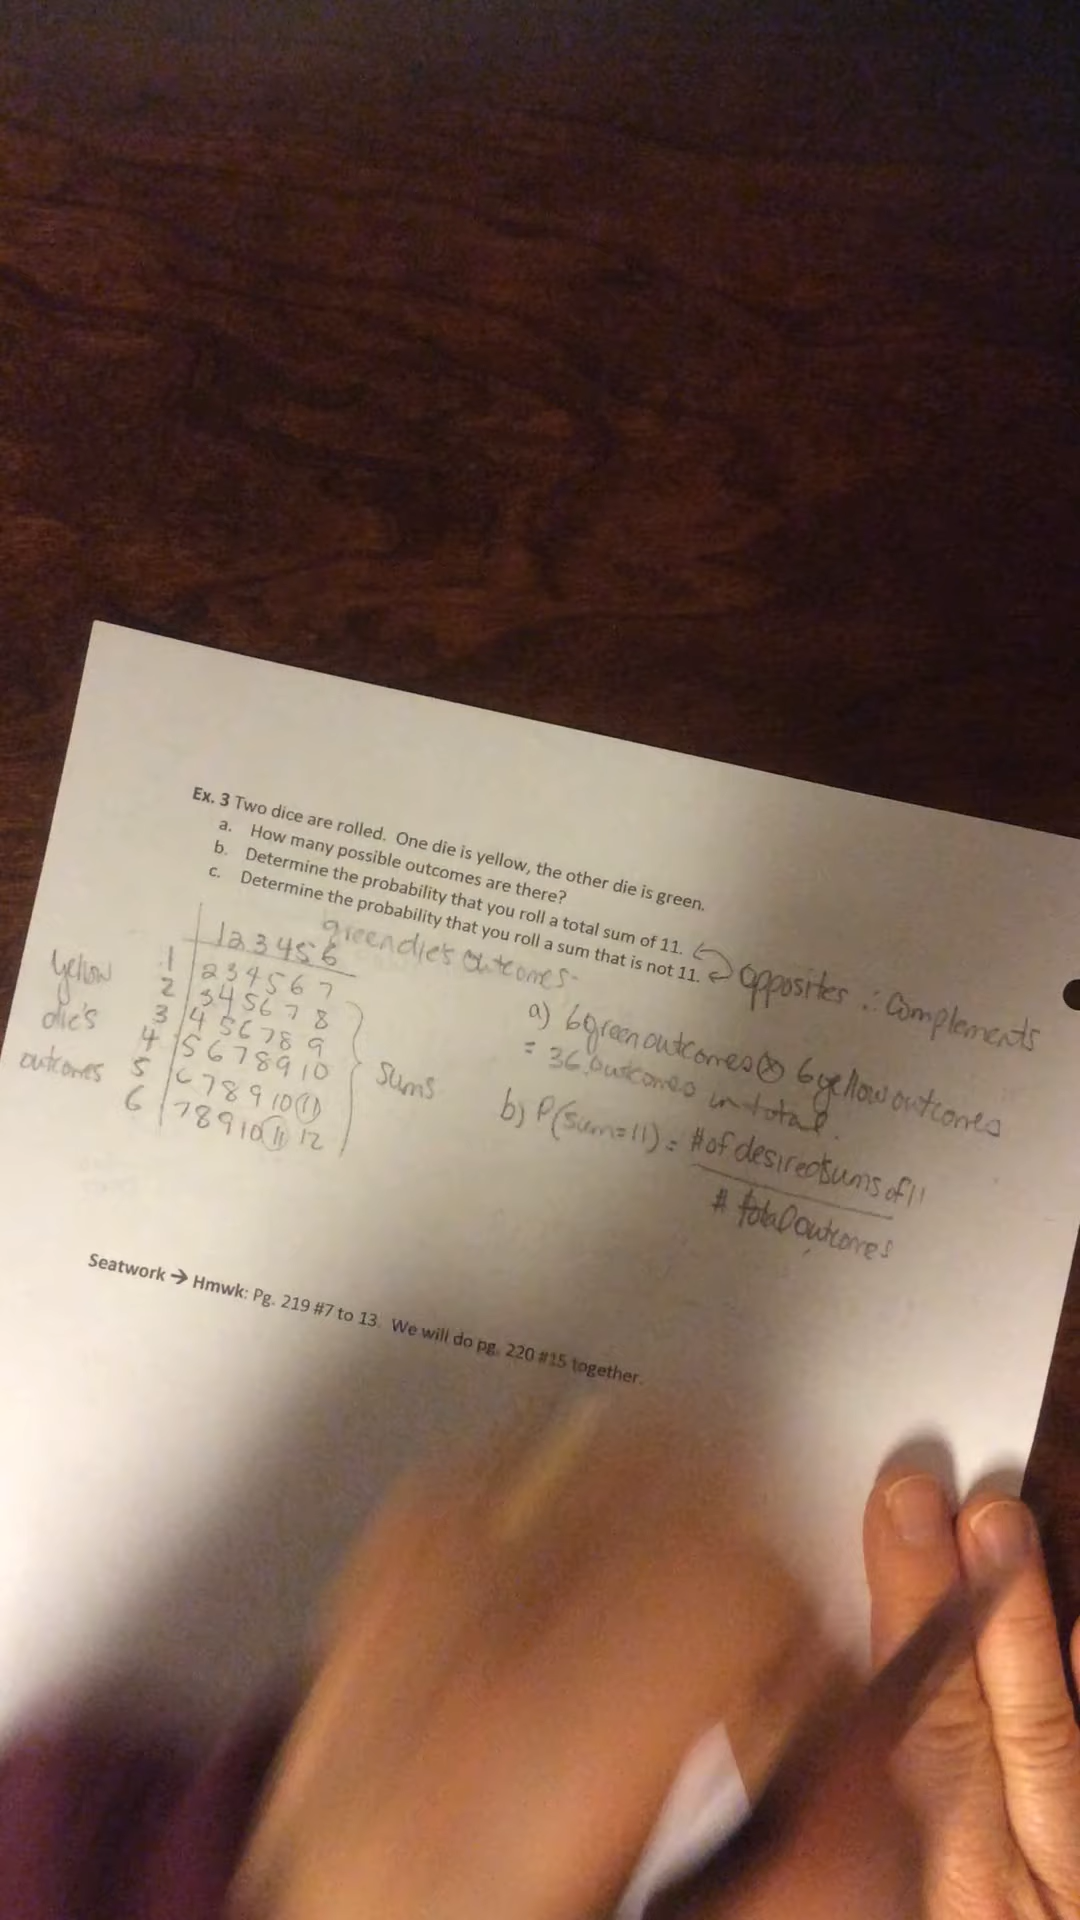 Ex. 3 Two dice are rolled. One die is yellow, the other die is green.
a. How many possible outcomes are there?
b. Determine the probability that you roll a total sum of 11.
c. Determine the probability that you roll a sum that is not 11.
Opposites ∴ Complements
green die's outcomes
1 2 3 4 5 6
yellow die's outcomes
1 2 3 4 5 6 7
2 3 4 5 6 7 8
3 4 5 6 7 8 9
4 5 6 7 8 9 10
5 6 7 8 9 10 11
6 7 8 9 10 11 12
Sums
a) 6 green outcomes ⊗ 6 yellow outcomes
= 36 outcomes in total.
b) P(sum=11) = # of desired sums of 11
# total outcomes
Seatwork → Hmwk: Pg. 219 #7 to 13. We will do pg. 220 #15 together.